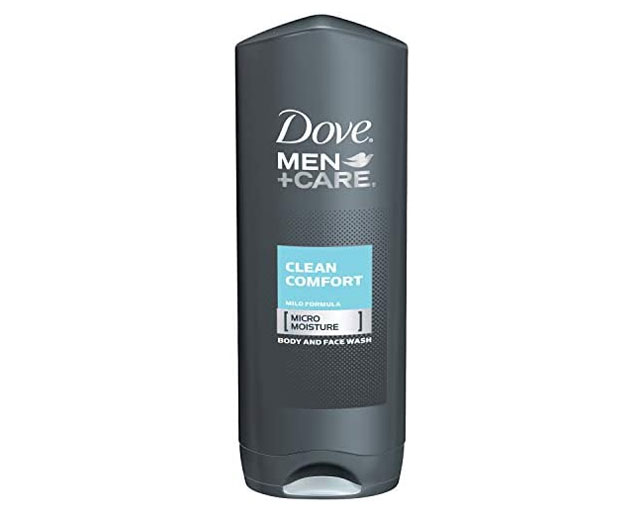 Dove®
MEN
+CARE®
CLEAN
COMFORT
MILD FORMULA
[MICRO
MOISTURE]
BODY AND FACE WASH